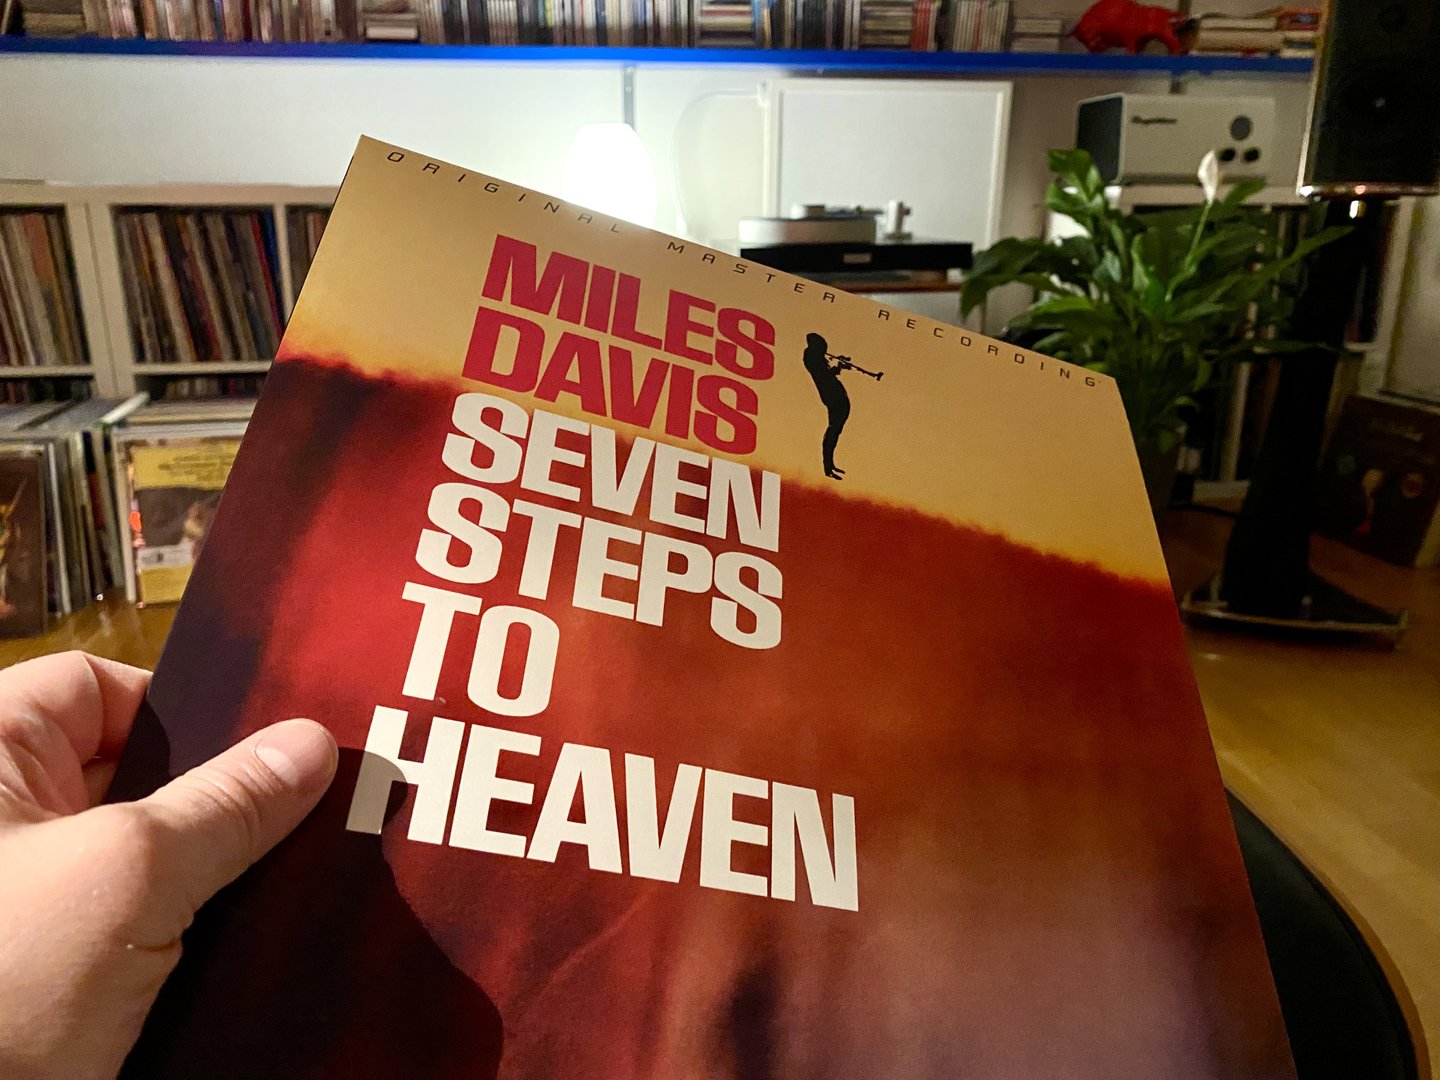 ORIGINAL MASTER RECORDING
MILES
DAVIS
SEVEN
STEPS
TO
HEAVEN